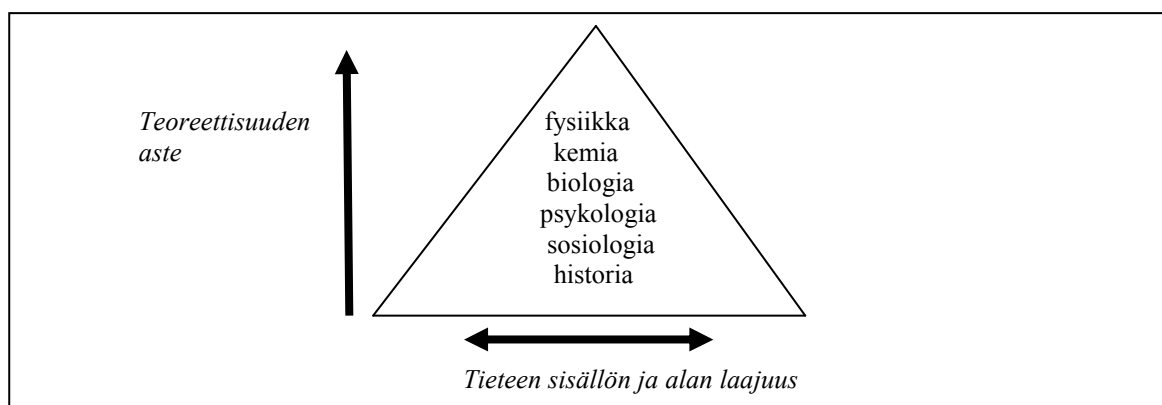 Teoreettisuuden
aste
fysiikka
kemia
biologia
psykologia
sosiologia
historia
Tieteen sisällön ja alan laajuus